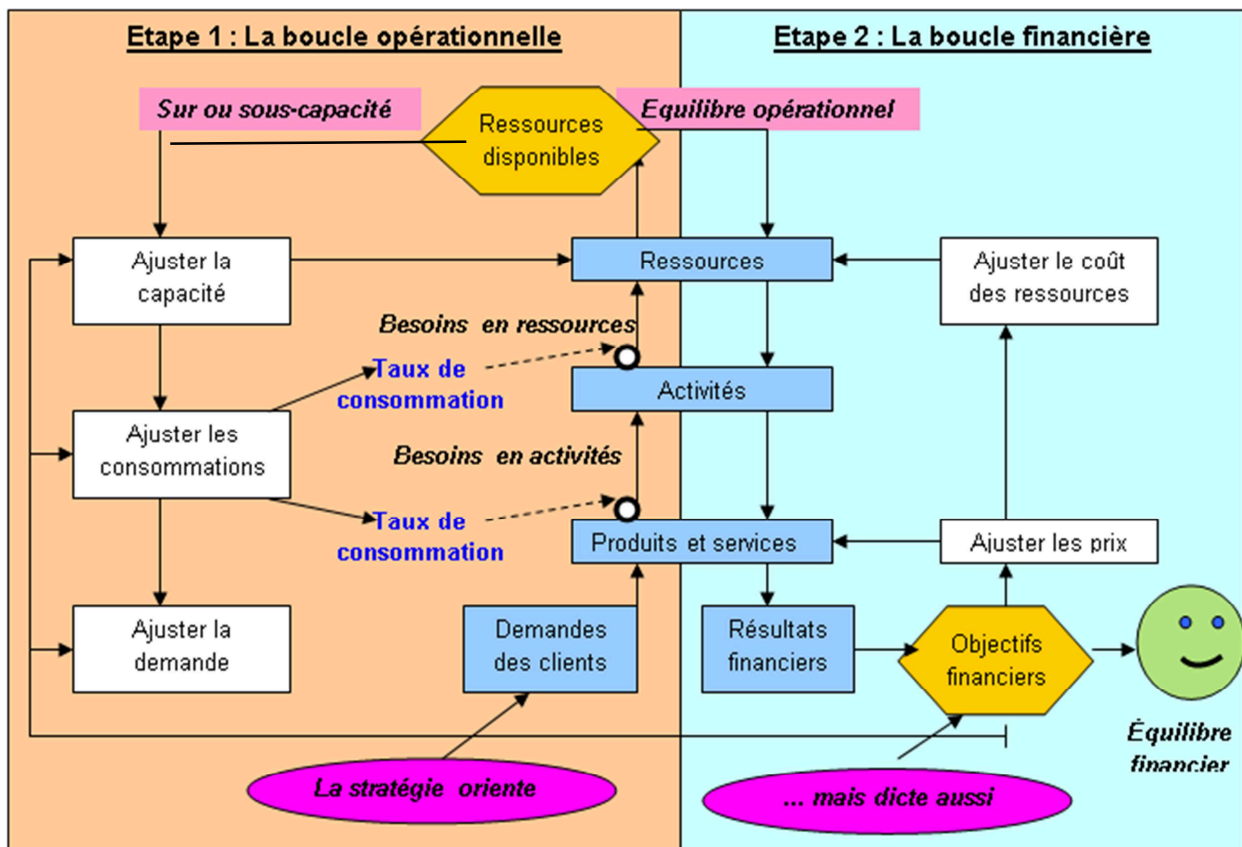 Etape 1 : La boucle opérationnelle
Etape 2 : La boucle financière
Sur ou sous-capacité
Ressources
disponibles
Equilibre opérationnel
Ajuster la
capacité
Ressources
Ajuster le coût
des ressources
Besoins en ressources
Taux de
consommation
Activités
Ajuster les
consommations
Besoins en activités
Taux de
consommation
Produits et services
Ajuster les prix
Ajuster la
demande
Demandes
des clients
Résultats
financiers
Objectifs
financiers
Équilibre
financier
La stratégie oriente
... mais dicte aussi